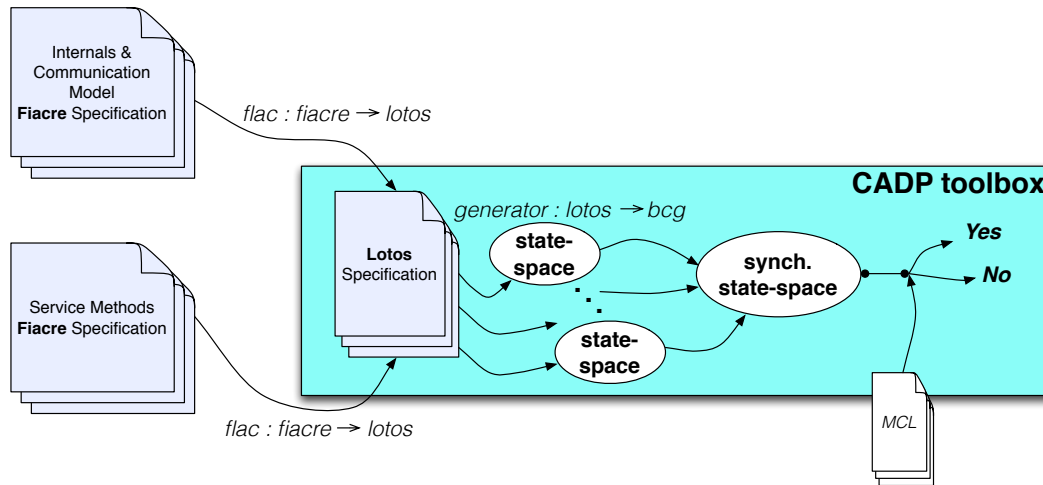 Internals &
Communication
Model
Fiacre Specification
flac : fiacre → lotos
CADP toolbox
generator : lotos → bcg
Lotos
Specification
state-
space
. . .
state-
space
synch.
state-space
Yes
No
Service Methods
Fiacre Specification
flac : fiacre → lotos
MCL